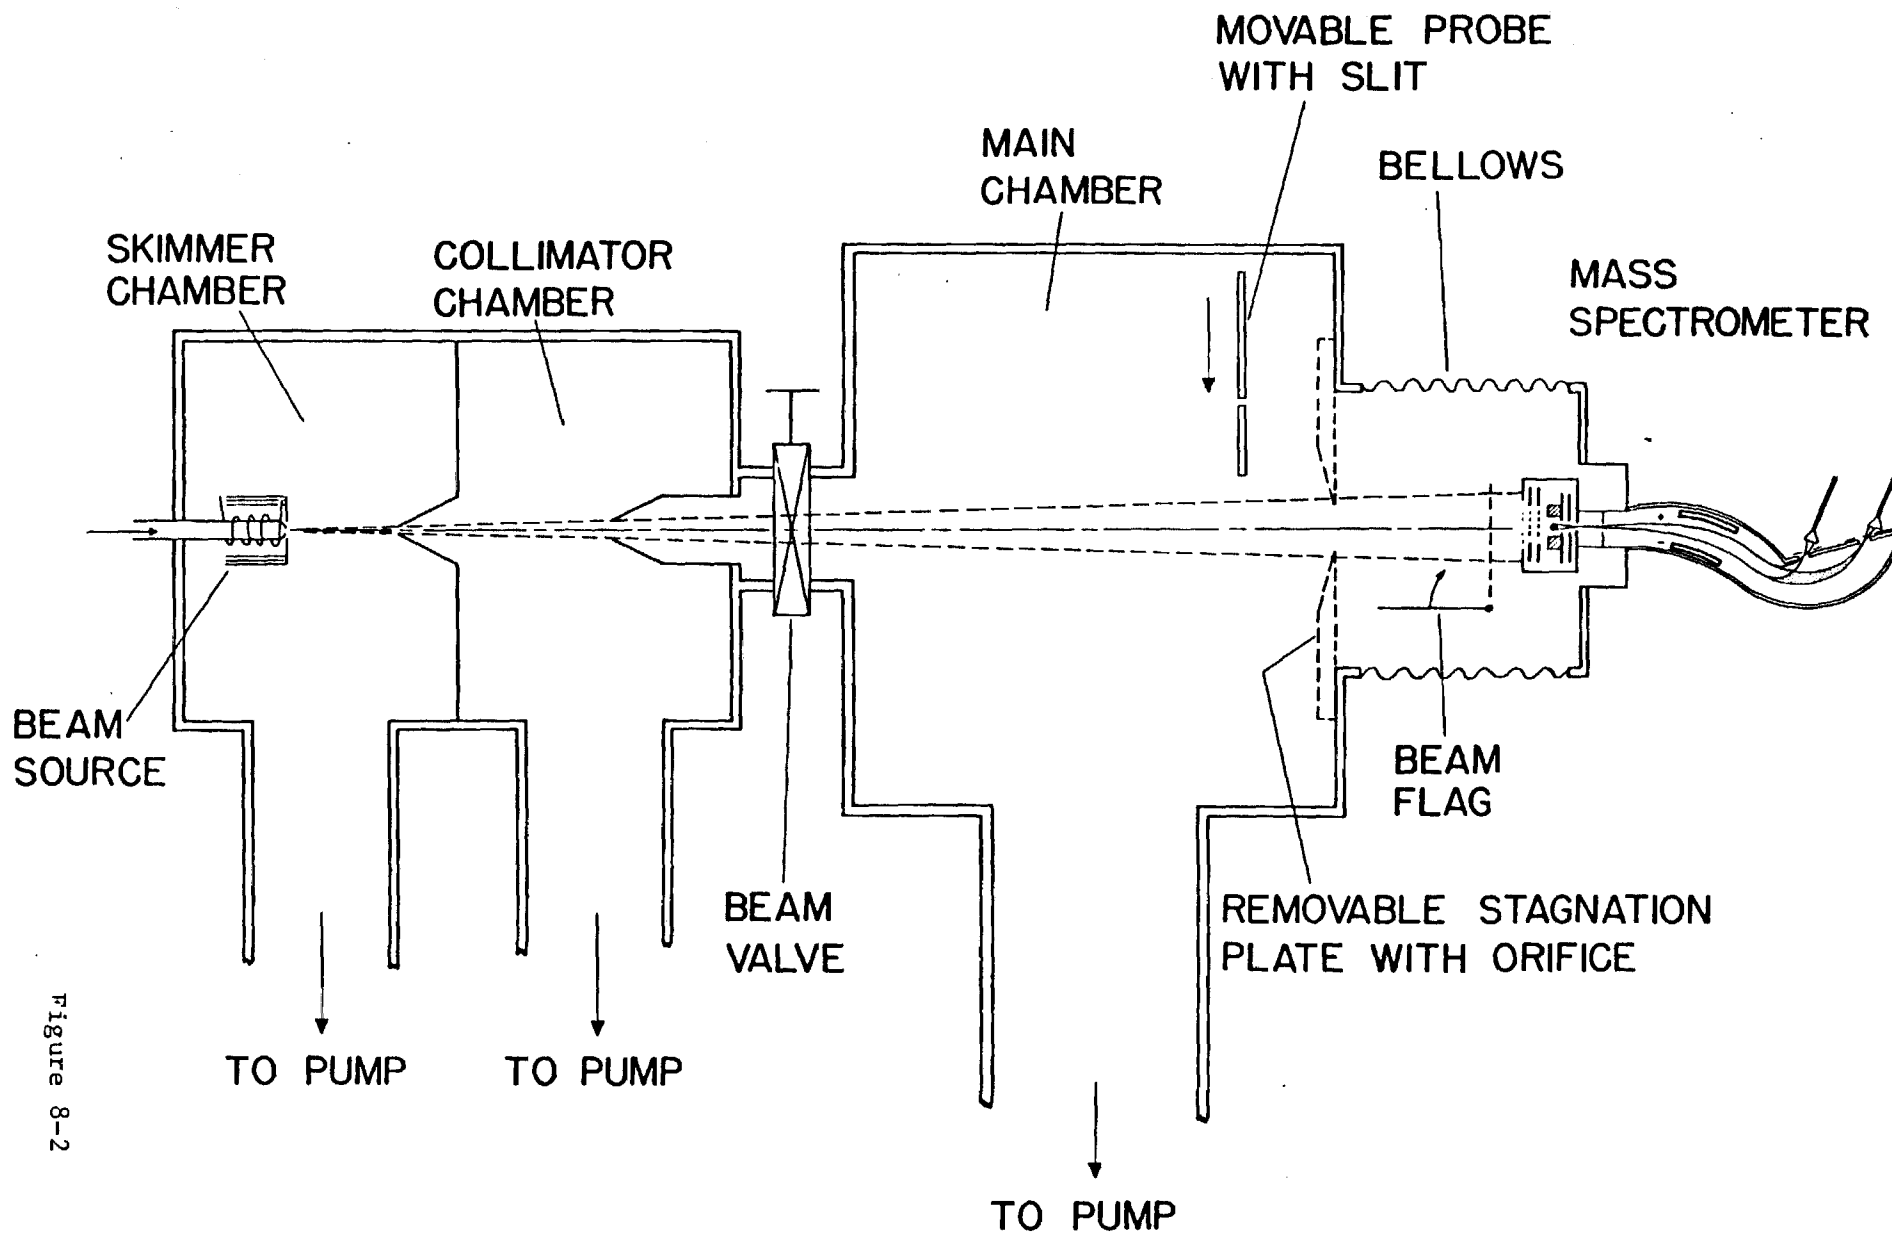 MOVABLE PROBE
WITH SLIT
MAIN
CHAMBER
BELLOWS
SKIMMER
CHAMBER
COLLIMATOR
CHAMBER
MASS
SPECTROMETER
BEAM
SOURCE
BEAM
FLAG
BEAM
VALVE
REMOVABLE STAGNATION
PLATE WITH ORIFICE
TO PUMP
TO PUMP
TO PUMP
Figure 8-2